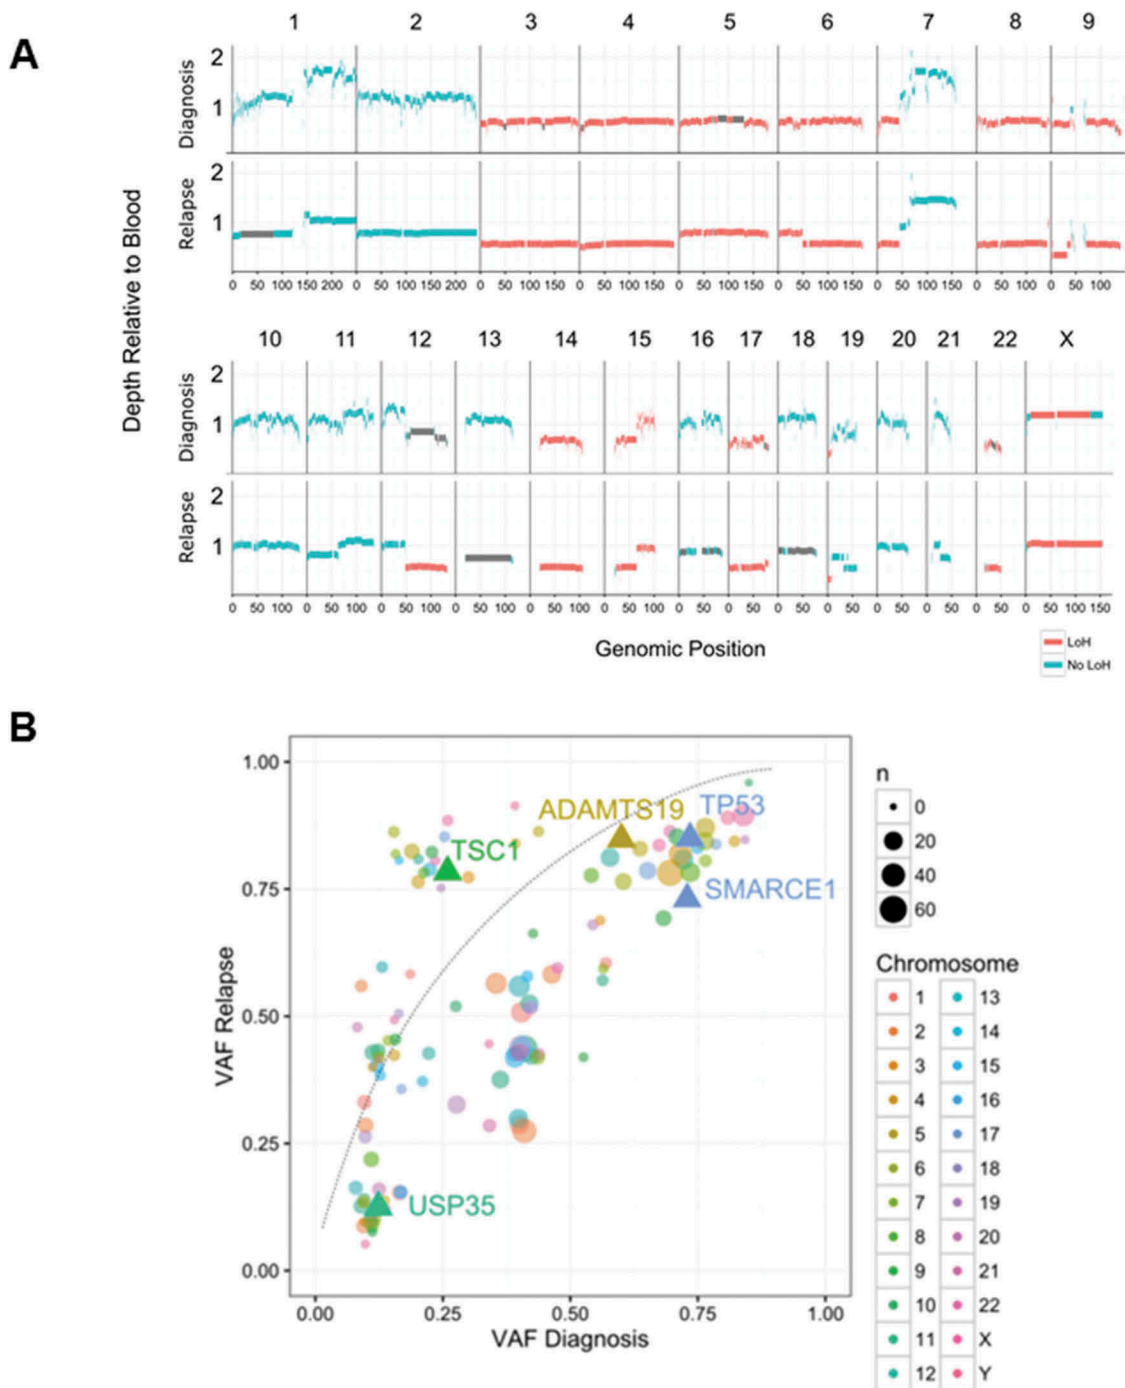 A
1 2 3 4 5 6 7 8 9
Depth Relative to Blood
Diagnosis
2
1
Relapse
2
1
0 50 100 150 200 0 50 100 150 200 0 50 100 150 0 50 100 150 0 50 100 150 0 50 100 150 0 50 100 150 0 50 100 0 50 100
10 11 12 13 14 15 16 17 18 19 20 21 22 X
Diagnosis
2
1
Relapse
2
1
0 50 100 0 50 100 0 50 100 0 50 100 0 50 100 0 50 100 0 50 0 50 0 50 0 50 0 50 0 50 0 50 0 50 100 150
Genomic Position
LoH
No LoH
B
VAF Relapse
1.00
0.75
0.50
0.25
0.00
ADAMTS19
TP53
TSC1
SMARCE1
USP35
0.00 0.25 0.50 0.75 1.00
VAF Diagnosis
n
0
20
40
60
Chromosome
1 13
2 14
3 15
4 16
5 17
6 18
7 19
8 20
9 21
10 22
11 X
12 Y